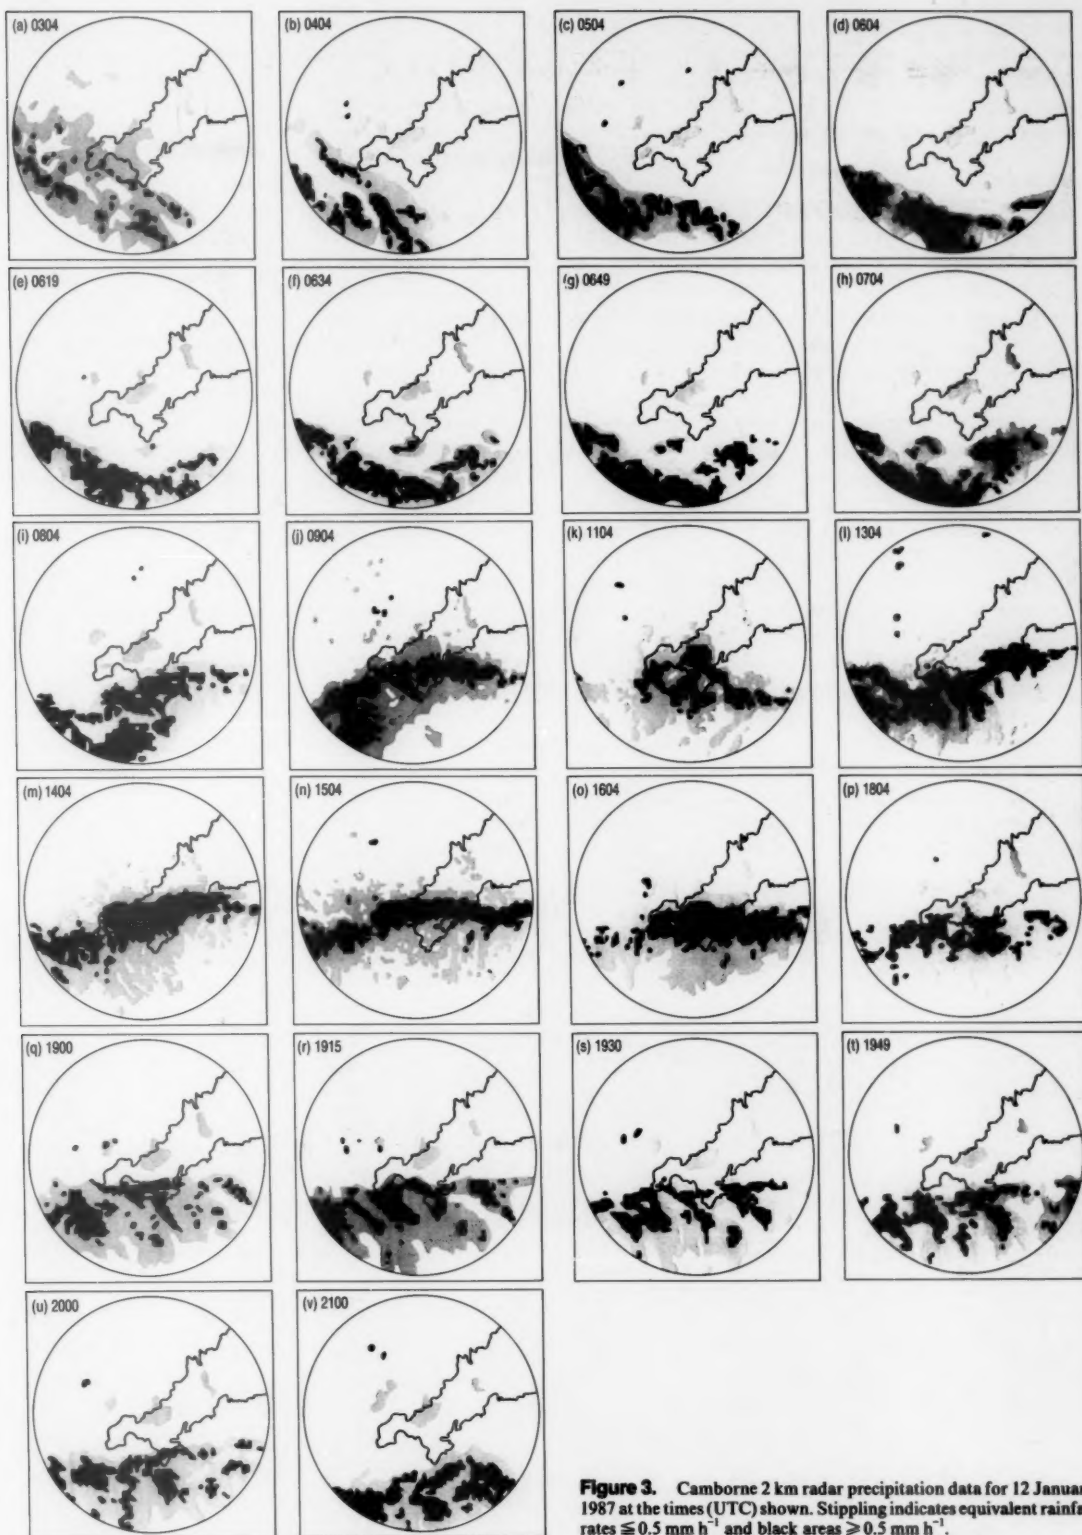 (a) 0304
(b) 0404
(c) 0504
(d) 0604
(e) 0619
(f) 0634
(g) 0649
(h) 0704
(i) 0804
(j) 0904
(k) 1104
(l) 1304
(m) 1404
(n) 1504
(o) 1604
(p) 1804
(q) 1900
(r) 1915
(s) 1930
(t) 1949
(u) 2000
(v) 2100
Figure 3. Camborne 2 km radar precipitation data for 12 Januar
1987 at the times (UTC) shown. Stippling indicates equivalent rainfa
rates ≦ 0.5 mm h⁻¹ and black areas ≥ 0.5 mm h⁻¹.